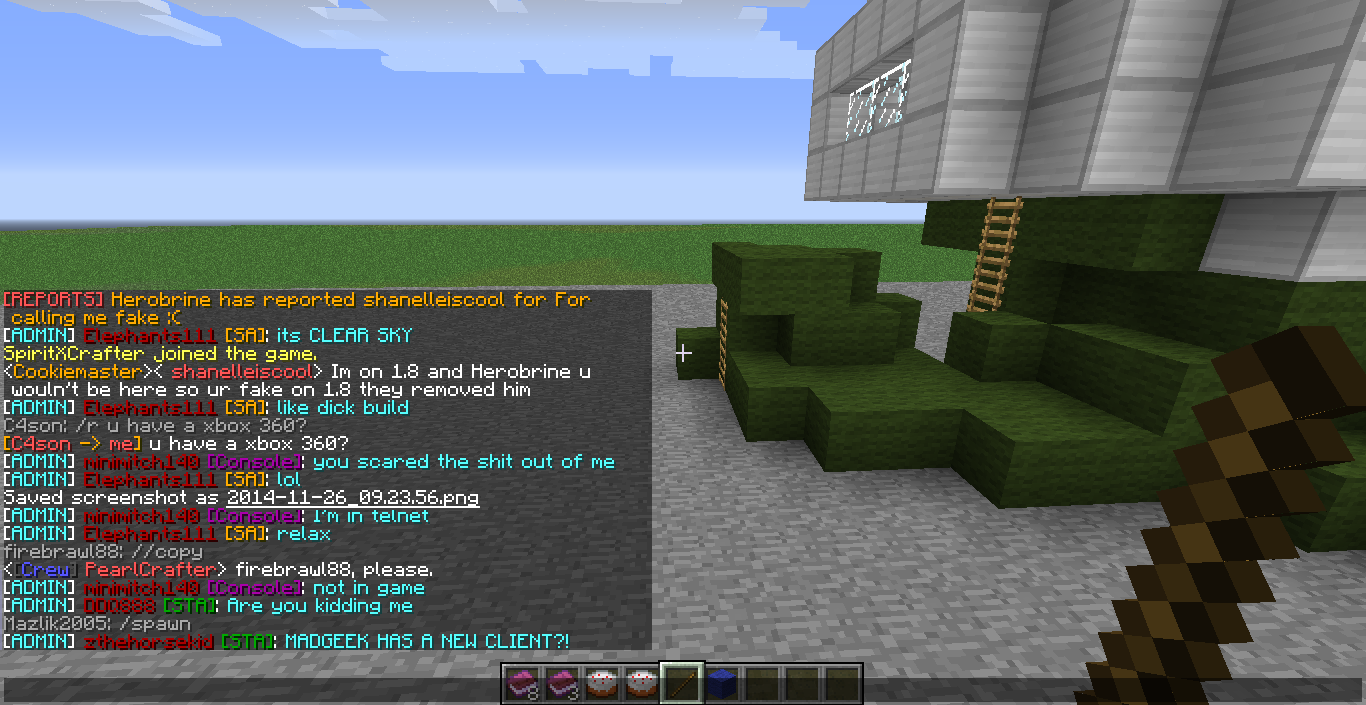 [REPORTS] Herobrine has reported shanelleiscool for For
calling me fake :C
[ADMIN] Elephants111 [SA]: its CLEAR SKY
SpiritXCrafter joined the game.
<Cookiemaster>< shanelleiscool> Im on 1.8 and Herobrine u
wouln't be here so ur fake on 1.8 they removed him
[ADMIN] Elephants111 [SA]: like dick build
C4son: /r u have a xbox 360?
[C4son -> me] u have a xbox 360?
[ADMIN] minimitch140 [Console]: you scared the shit out of me
[ADMIN] Elephants111 [SA]: lol
Saved screenshot as 2014-11-26_09.23.56.png
[ADMIN] minimitch140 [Console]: I'm in telnet
[ADMIN] Elephants111 [SA]: relax
firebrawl88: //copy
<[Crew] PearlCrafter> firebrawl88, please.
[ADMIN] minimitch140 [Console]: not in game
[ADMIN] DDQ888 [STA]: Are you kidding me
Mazlik2005: /spawn
[ADMIN] zthehorsekid [STA]: MADGEEK HAS A NEW CLIENT?!
8 3